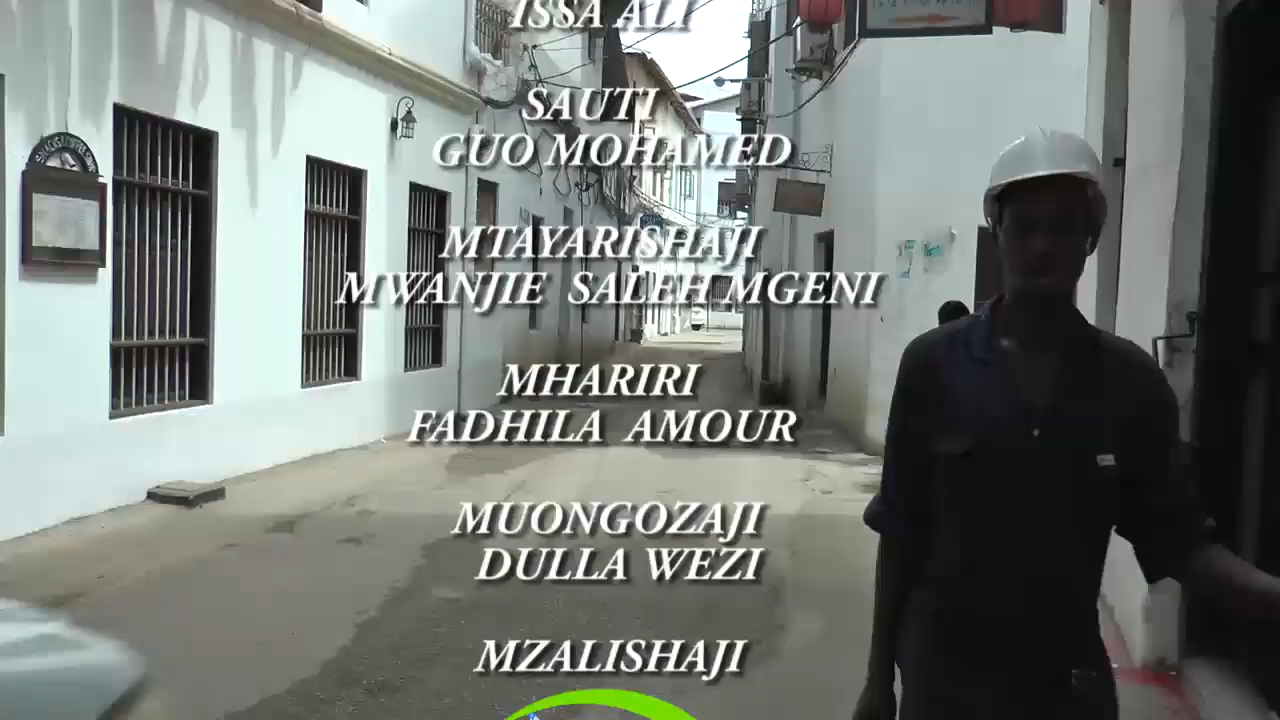 ISSA ALI
SAUTI
GUO MOHAMED
MTAYARISHAJI
MWANJIE SALEH MGENI
MHARIRI
FADHILA AMOUR
MUONGOZAJI
DULLA WEZI
MZALISHAJI